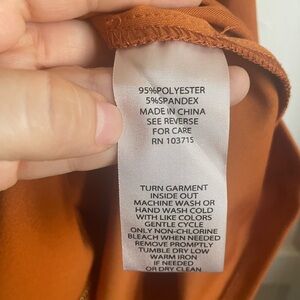 95%POLYESTER
5%SPANDEX
MADE IN CHINA
SEE REVERSE
FOR CARE
RN 103715
TURN GARMENT
INSIDE OUT
MACHINE WASH OR
HAND WASH COLD
WITH LIKE COLORS
GENTLE CYCLE
ONLY NON-CHLORINE
BLEACH WHEN NEEDED
REMOVE PROMPTLY
TUMBLE DRY LOW
WARM IRON
IF NEEDED
OR DRY CLEAN